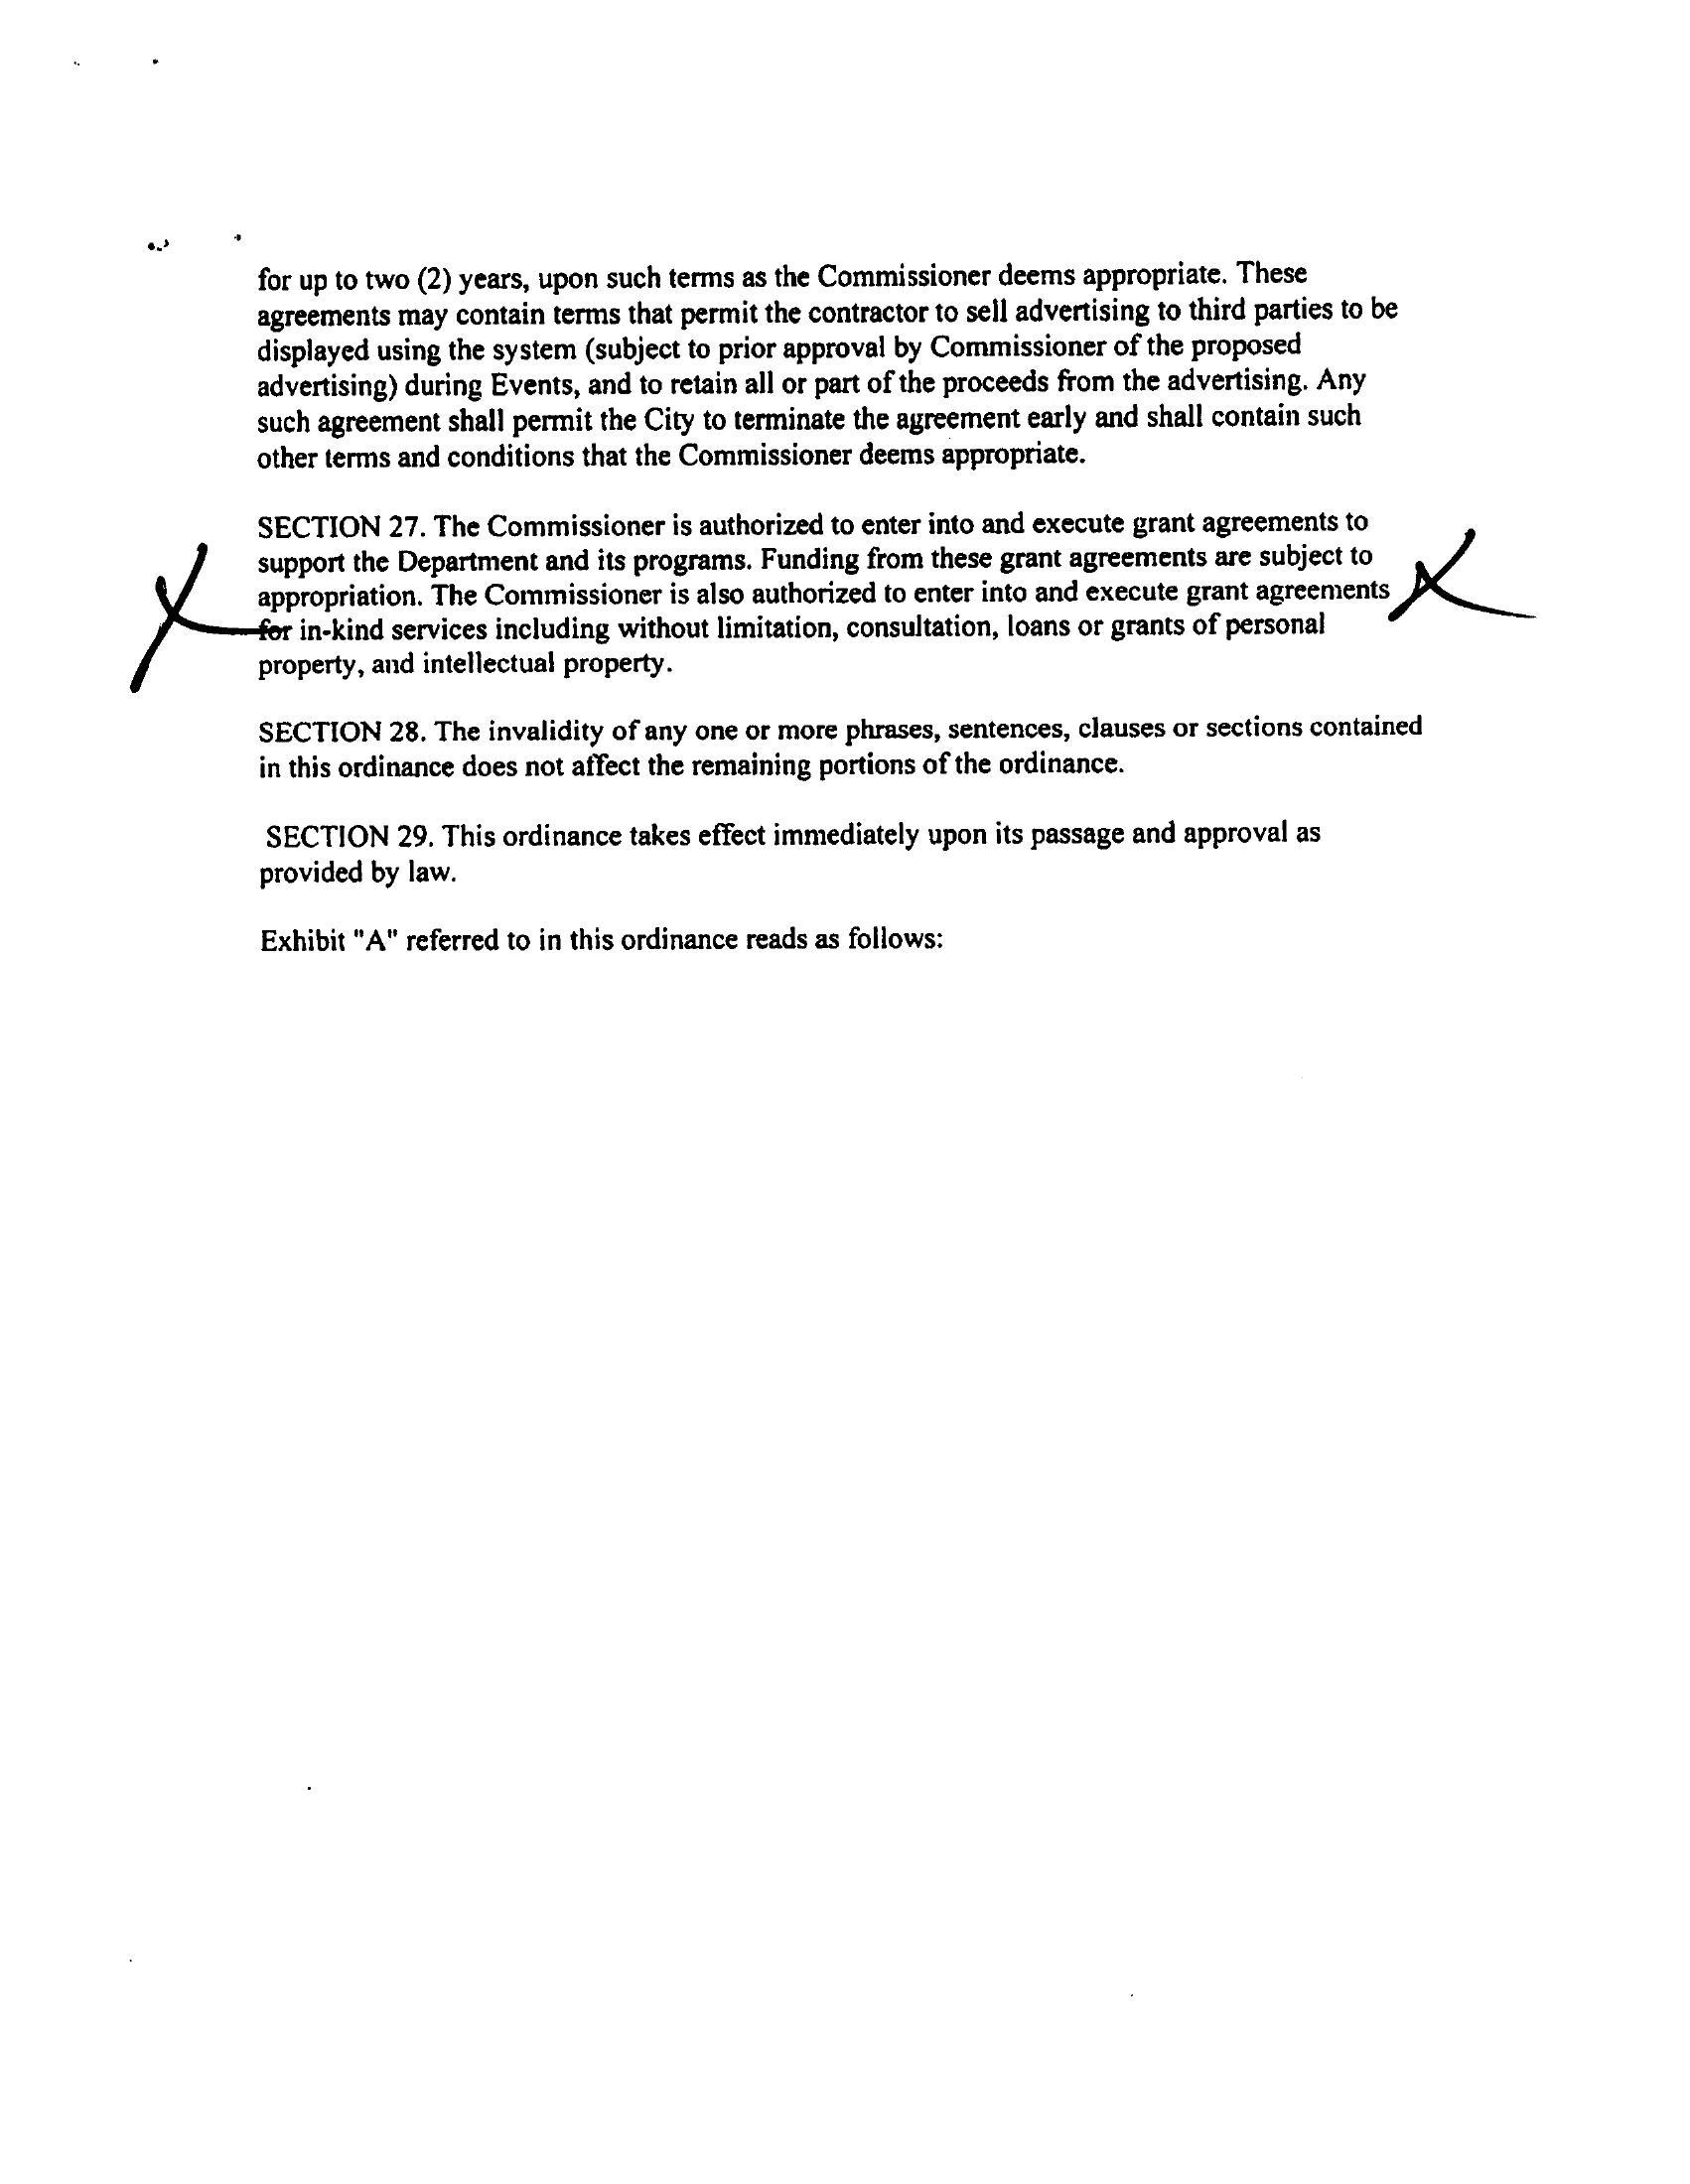 for up to two (2) years, upon such terms as the Commissioner deems appropriate. These
agreements may contain terms that permit the contractor to sell advertising to third parties to be
displayed using the system (subject to prior approval by Commissioner of the proposed
advertising) during Events, and to retain all or part of the proceeds from the advertising. Any
such agreement shall permit the City to terminate the agreement early and shall contain such
other terms and conditions that the Commissioner deems appropriate.
SECTION 27. The Commissioner is authorized to enter into and execute grant agreements to
support the Department and its programs. Funding from these grant agreements are subject to
appropriation. The Commissioner is also authorized to enter into and execute grant agreements
for in-kind services including without limitation, consultation, loans or grants of personal
property, and intellectual property.
SECTION 28. The invalidity of any one or more phrases, sentences, clauses or sections contained
in this ordinance does not affect the remaining portions of the ordinance.
SECTION 29. This ordinance takes effect immediately upon its passage and approval as
provided by law.
Exhibit "A" referred to in this ordinance reads as follows: